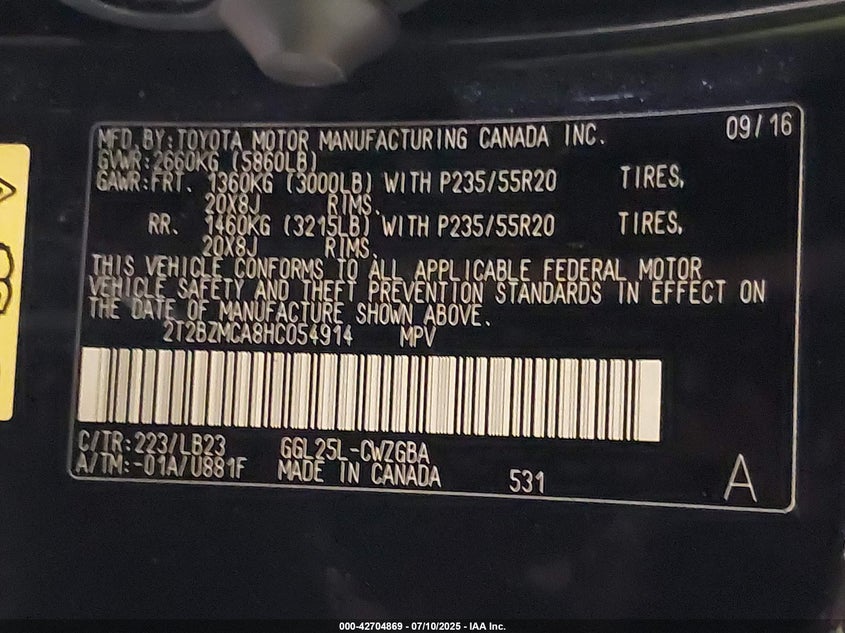 MFD. BY: TOYOTA MOTOR MANUFACTURING CANADA INC. 09/16
GVWR: 2660KG (5860LB)
GAWR: FRT. 1360KG (3000LB) WITH P235/55R20 TIRES,
20X8J RIMS,
RR. 1460KG (3215LB) WITH P235/55R20 TIRES,
20X8J RIMS,
THIS VEHICLE CONFORMS TO ALL APPLICABLE FEDERAL MOTOR
VEHICLE SAFETY AND THEFT PREVENTION STANDARDS IN EFFECT ON
THE DATE OF MANUFACTURE SHOWN ABOVE.
2T2BZMCA8HC054914 MPV
C/TR: 223/LB23 GGL25L-CWZGBA
A/TM: -01A/U881F MADE IN CANADA 531 A
000-42704869 - 07/10/2025 - IAA Inc.